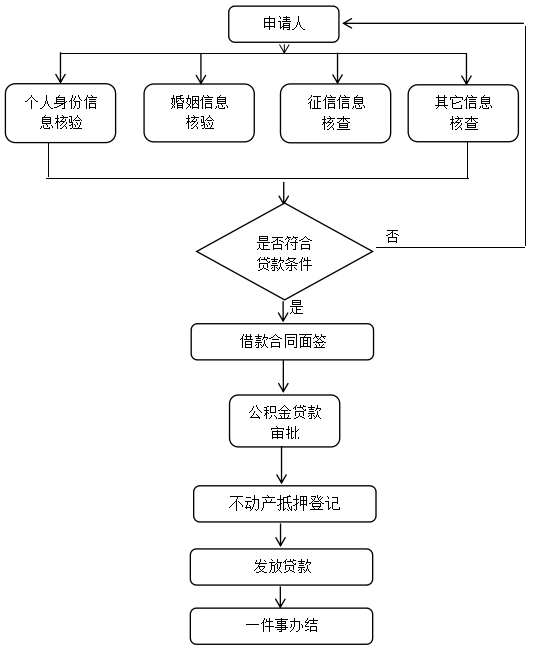 申请人
个人身份信
息核验
婚姻信息
核验
征信信息
核查
其它信息
核查
是否符合
贷款条件
否
是
借款合同面签
公积金贷款
审批
不动产抵押登记
发放贷款
一件事办结